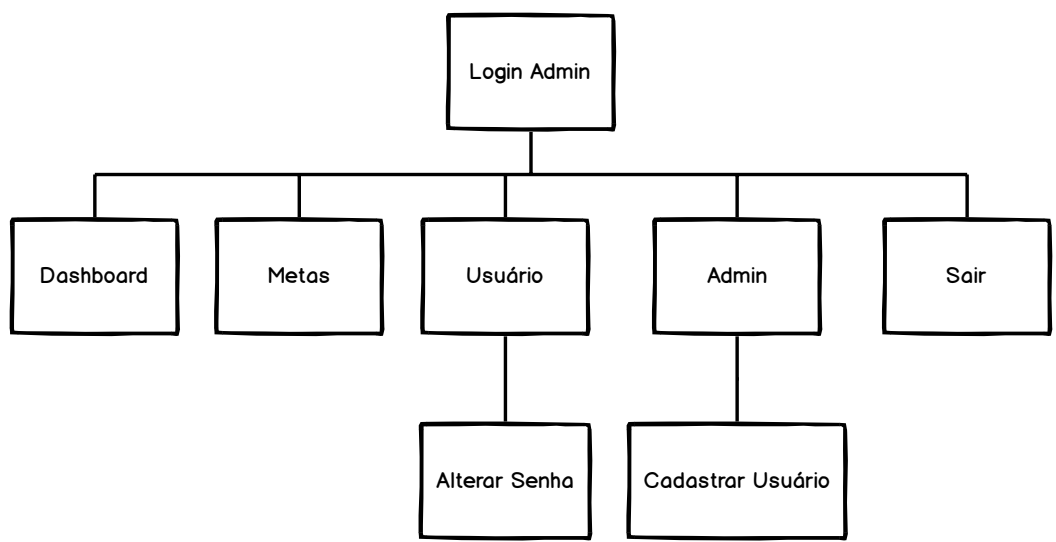 Login Admin
Dashboard
Metas
Usuário
Admin
Sair
Alterar Senha
Cadastrar Usuário